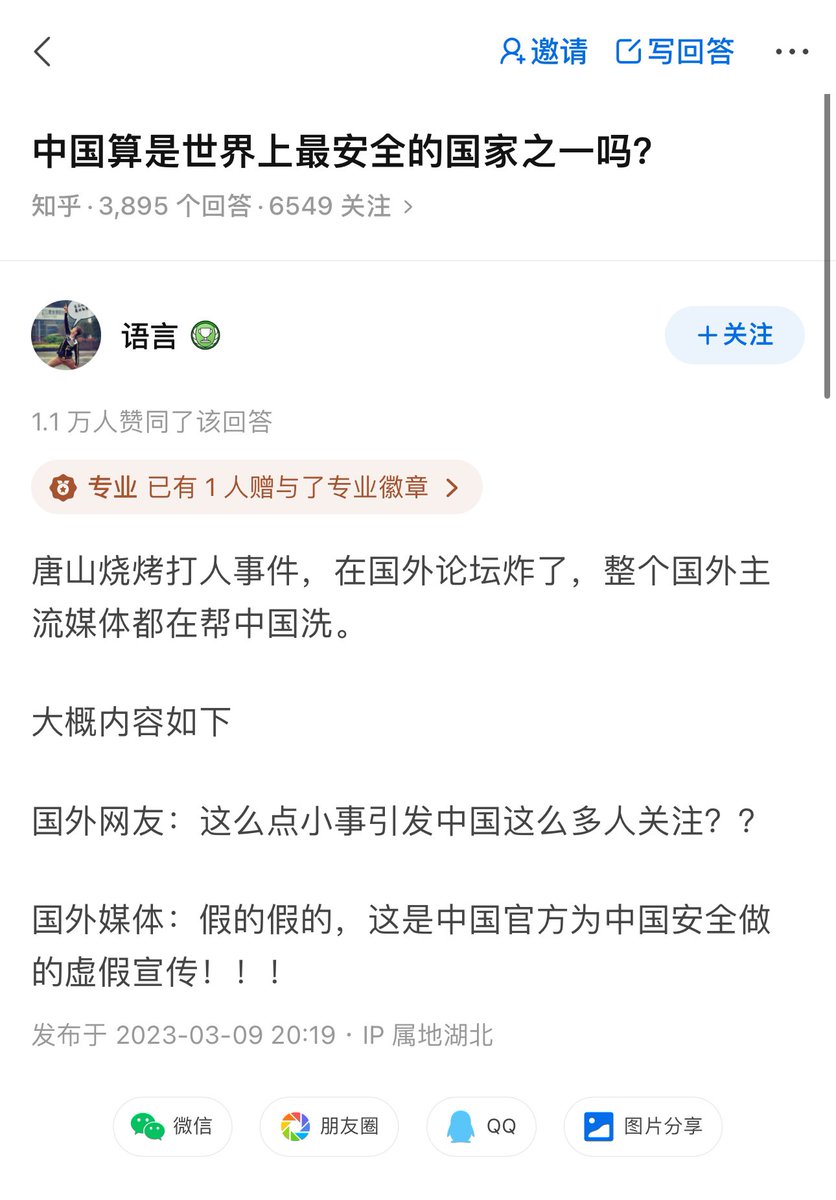 邀请 写回答
中国算是世界上最安全的国家之一吗?
知乎 · 3,895 个回答 · 6549 关注 >
语言
+关注
1.1 万人赞同了该回答
专业 已有 1 人赠与了专业徽章 >
唐山烧烤打人事件，在国外论坛炸了，整个国外主
流媒体都在帮中国洗。
大概内容如下
国外网友：这么点小事引发中国这么多人关注？？
国外媒体：假的假的，这是中国官方为中国安全做
的虚假宣传！！！
发布于 2023-03-09 20:19 · IP 属地湖北
微信 朋友圈 QQ 图片分享